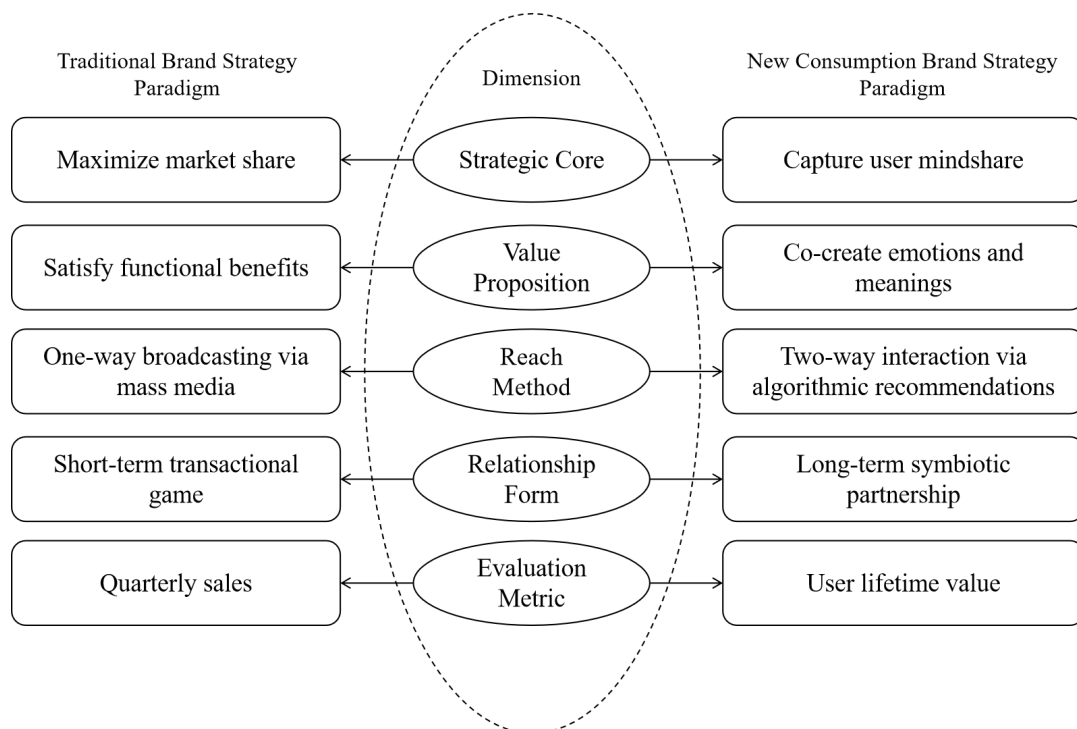 Traditional Brand Strategy
Paradigm
Dimension
New Consumption Brand Strategy
Paradigm
Maximize market share
Strategic Core
Capture user mindshare
Satisfy functional benefits
Value
Proposition
Co-create emotions and
meanings
One-way broadcasting via
mass media
Reach
Method
Two-way interaction via
algorithmic recommendations
Short-term transactional
game
Relationship
Form
Long-term symbiotic
partnership
Quarterly sales
Evaluation
Metric
User lifetime value